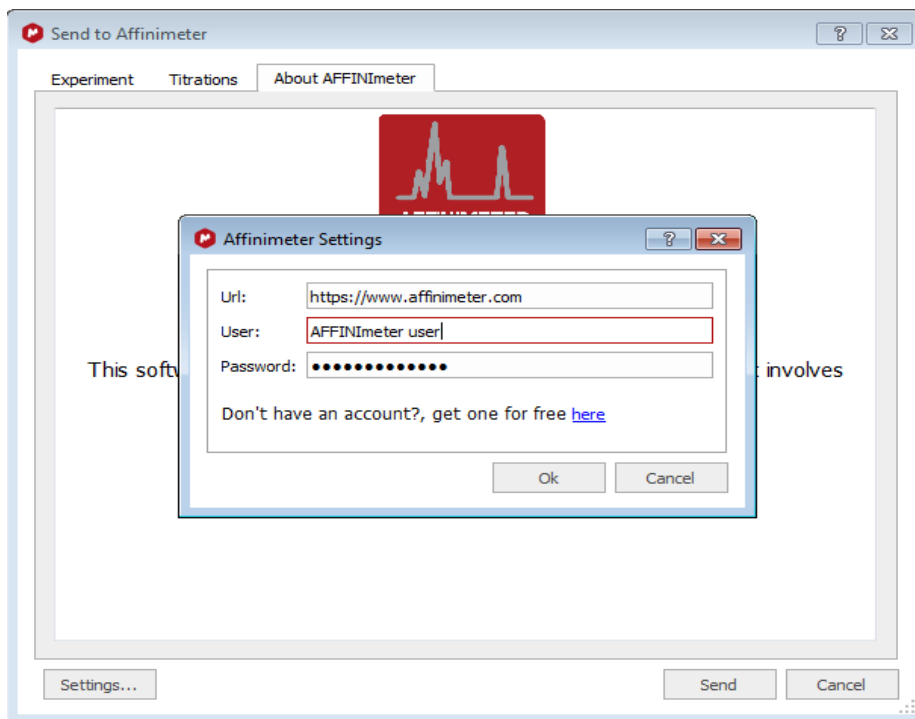 Send to Affinimeter
Experiment Titrations About AFFINImeter
Affinimeter Settings
Url: https://www.affinimeter.com
User: AFFINImeter user
This involves
Password: ●●●●●●●●●●●●●
Don't have an account?, get one for free here
Ok Cancel
Settings... Send Cancel